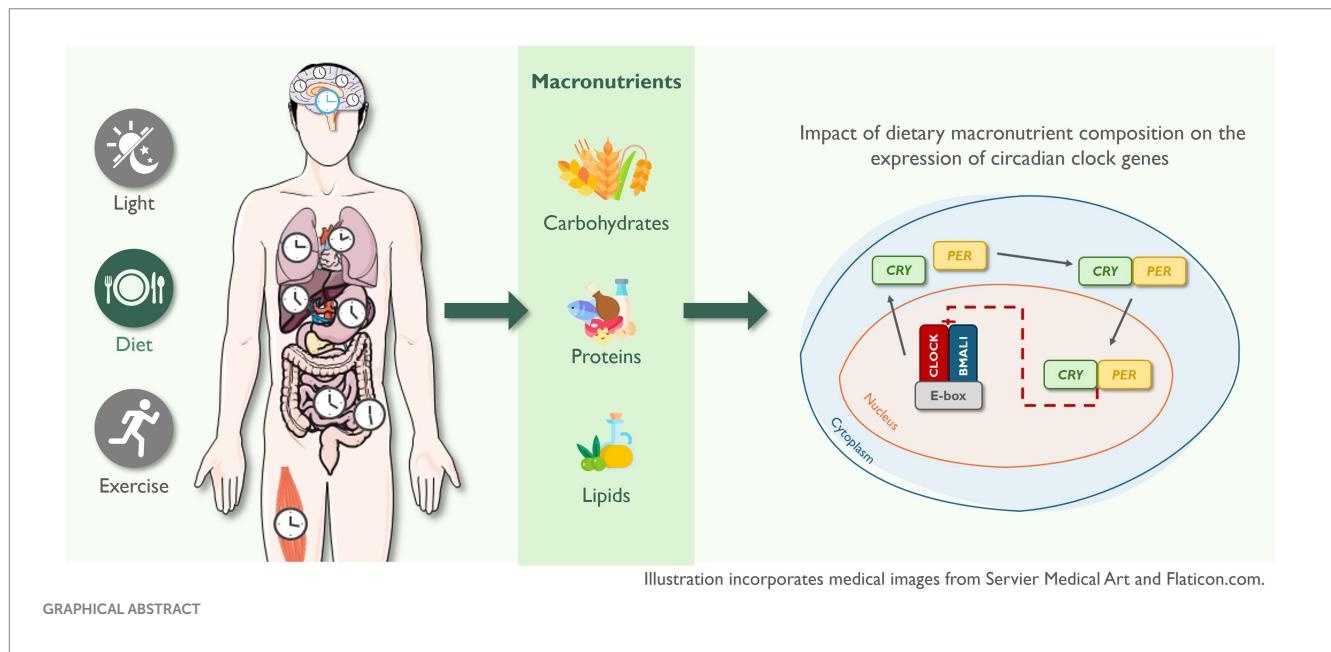 Light
Diet
Exercise
Macronutrients
Carbohydrates
Proteins
Lipids
Impact of dietary macronutrient composition on the
expression of circadian clock genes
CRY
PER
CRY
PER
CLOCK
BMALI
E-box
CRY
PER
Nucleus
Cytoplasm
Illustration incorporates medical images from Servier Medical Art and Flaticon.com.
GRAPHICAL ABSTRACT